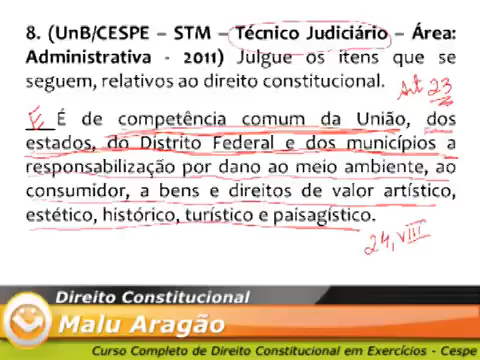 8. (UnB/CESPE – STM – Técnico Judiciário – Área:
Administrativa - 2011) Julgue os itens que se
seguem, relativos ao direito constitucional.
Art 23
E É de competência comum da União, dos
estados, do Distrito Federal e dos municípios a
responsabilização por dano ao meio ambiente, ao
consumidor, a bens e direitos de valor artístico,
estético, histórico, turístico e paisagístico.
24, VIII
Direito Constitucional
Malu Aragão
Curso Completo de Direito Constitucional em Exercícios - Cespe